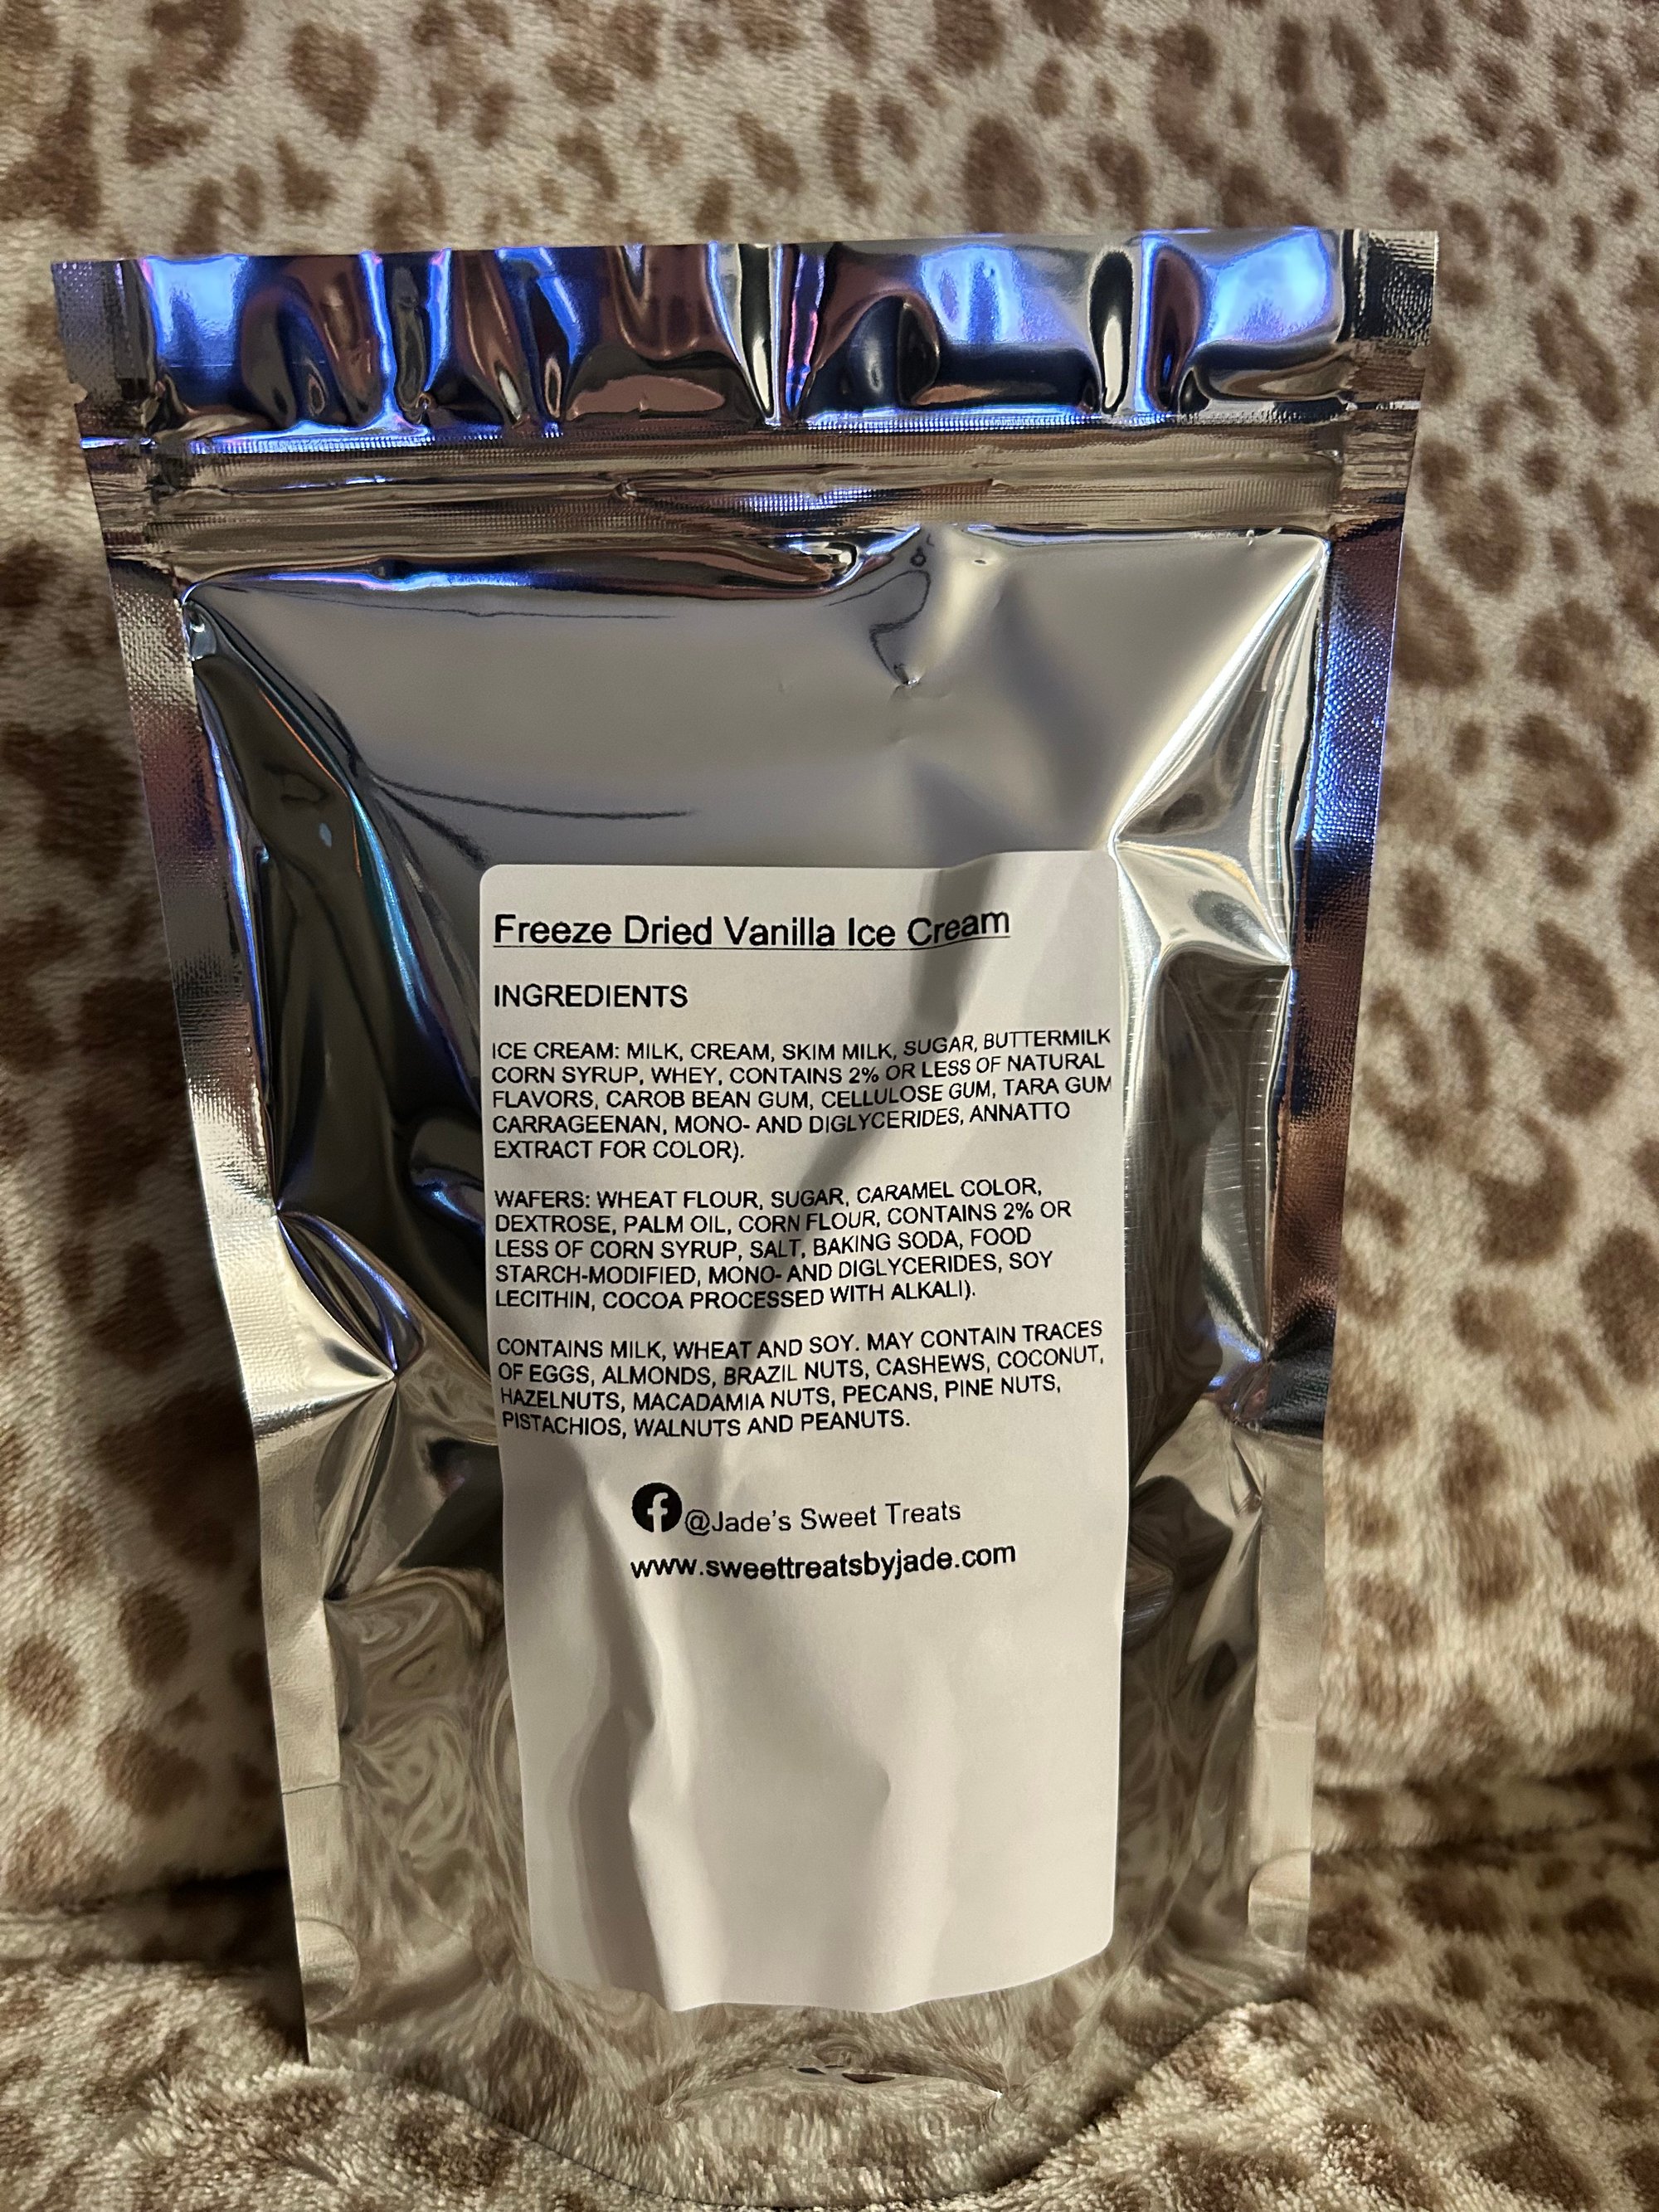 Freeze Dried Vanilla Ice Cream
INGREDIENTS
ICE CREAM: MILK, CREAM, SKIM MILK, SUGAR, BUTTERMILK
CORN SYRUP, WHEY, CONTAINS 2% OR LESS OF NATURAL
FLAVORS, CAROB BEAN GUM, CELLULOSE GUM, TARA GUM
CARRAGEENAN, MONO- AND DIGLYCERIDES, ANNATTO
EXTRACT FOR COLOR).
WAFERS: WHEAT FLOUR, SUGAR, CARAMEL COLOR,
DEXTROSE, PALM OIL, CORN FLOUR, CONTAINS 2% OR
LESS OF CORN SYRUP, SALT, BAKING SODA, FOOD
STARCH-MODIFIED, MONO- AND DIGLYCERIDES, SOY
LECITHIN, COCOA PROCESSED WITH ALKALI).
CONTAINS MILK, WHEAT AND SOY. MAY CONTAIN TRACES
OF EGGS, ALMONDS, BRAZIL NUTS, CASHEWS, COCONUT,
HAZELNUTS, MACADAMIA NUTS, PECANS, PINE NUTS,
PISTACHIOS, WALNUTS AND PEANUTS.
@Jade's Sweet Treats
www.sweettreatsbyjade.com